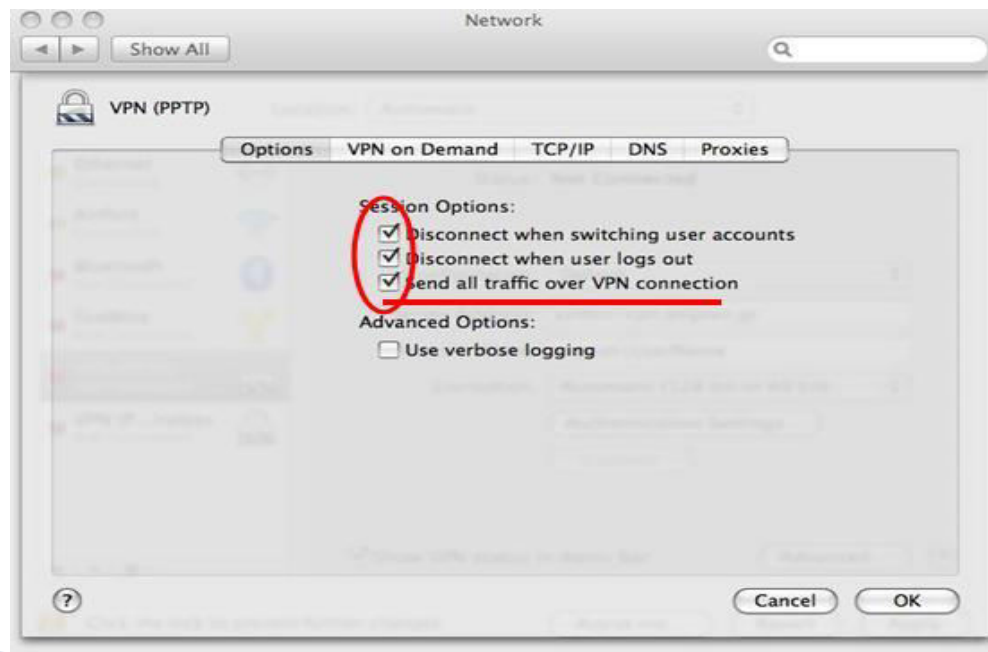 Network
Show All
VPN (PPTP)
Options VPN on Demand TCP/IP DNS Proxies
Session Options:
Disconnect when switching user accounts
Disconnect when user logs out
Send all traffic over VPN connection
Advanced Options:
Use verbose logging
?
Cancel OK